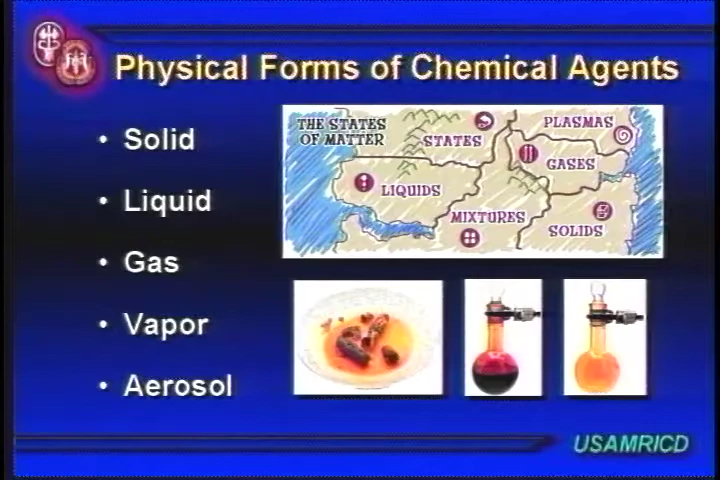 Physical Forms of Chemical Agents
• Solid
• Liquid
• Gas
• Vapor
• Aerosol
THE STATES
OF MATTER
STATES
PLASMAS
GASES
LIQUIDS
MIXTURES
SOLIDS
USAMRICD